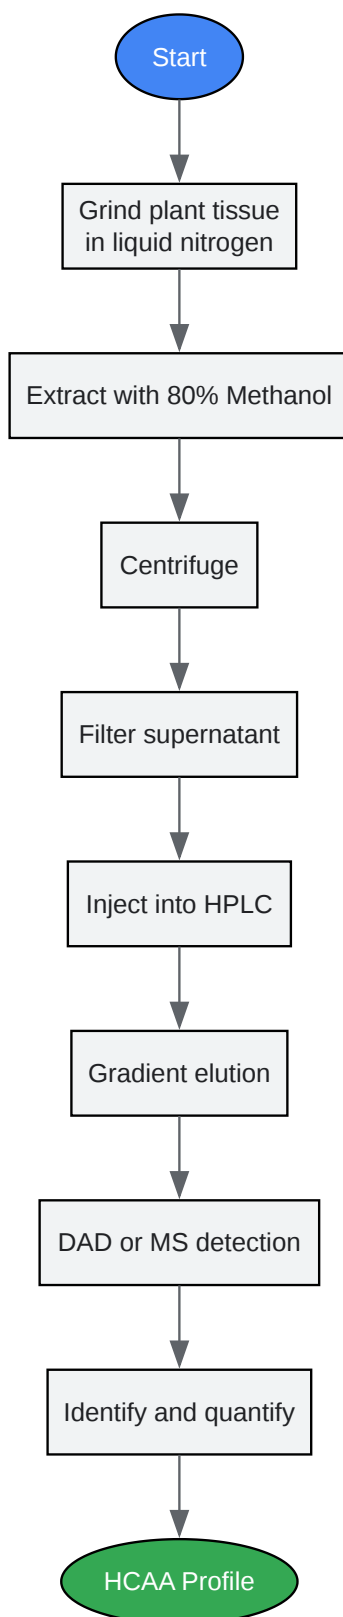 Start
Grind plant tissue
in liquid nitrogen
Extract with 80% Methanol
Centrifuge
Filter supernatant
Inject into HPLC
Gradient elution
DAD or MS detection
Identify and quantify
HCAA Profile